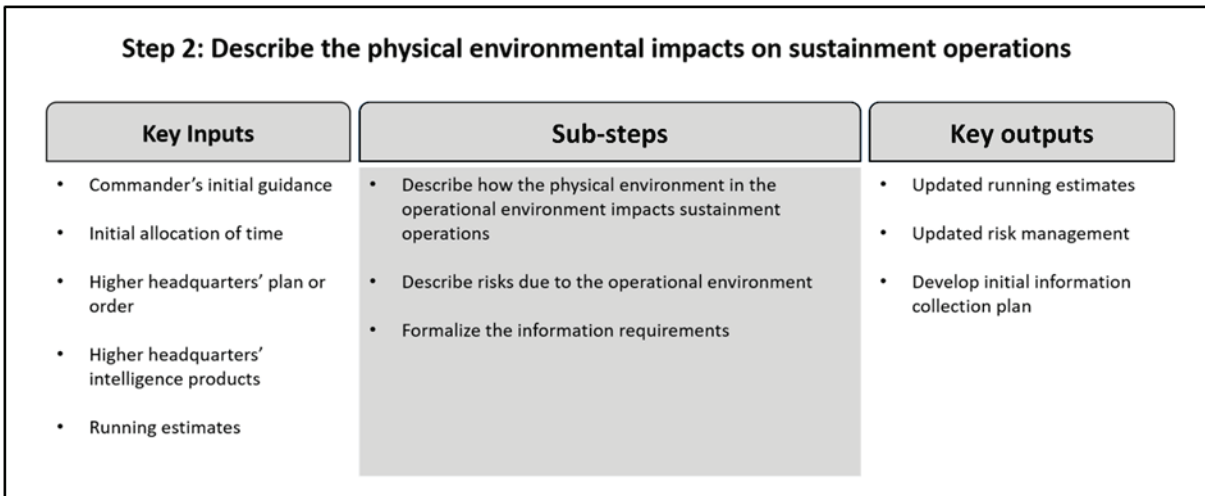 Step 2: Describe the physical environmental impacts on sustainment operations
Key Inputs
• Commander's initial guidance
• Initial allocation of time
• Higher headquarters' plan or
order
• Higher headquarters'
intelligence products
• Running estimates
Sub-steps
• Describe how the physical environment in the
operational environment impacts sustainment
operations
• Describe risks due to the operational environment
• Formalize the information requirements
Key outputs
• Updated running estimates
• Updated risk management
• Develop initial information
collection plan